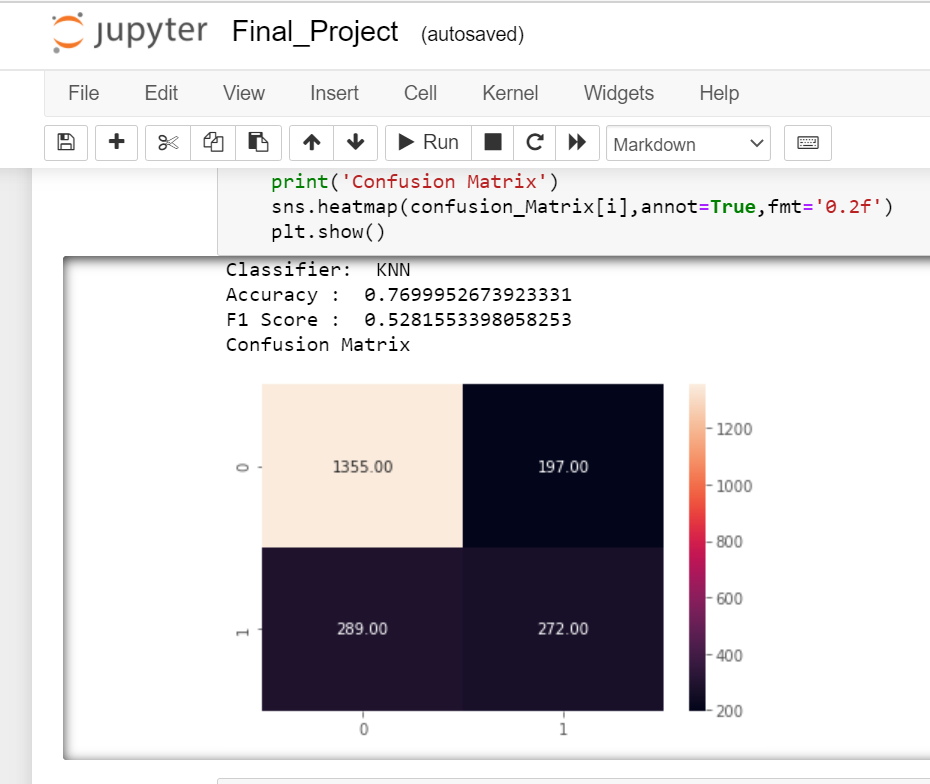 jupyter Final_Project (autosaved)
File Edit View Insert Cell Kernel Widgets Help
Run Markdown
print('Confusion Matrix')
sns.heatmap(confusion_Matrix[i],annot=True,fmt='0.2f')
plt.show()
Classifier:  KNN
Accuracy :  0.7699952673923331
F1 Score :  0.5281553398058253
Confusion Matrix
0 1355.00 197.00
1 289.00 272.00
0 1
1200
1000
800
600
400
200